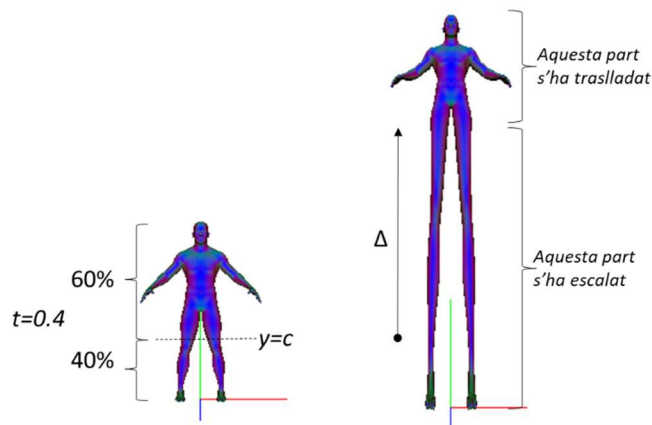 Aquesta part
s'ha traslladat
Δ
60%
t=0.4
y=c
40%
Aquesta part
s'ha escalat